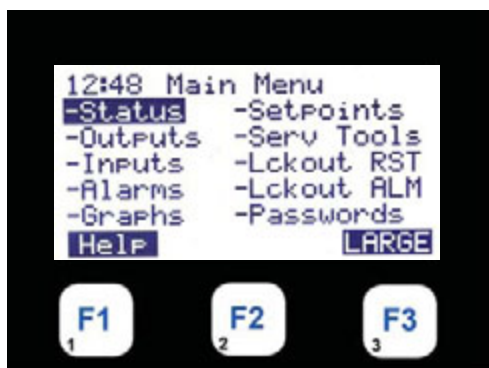 12:48 Main Menu
-Status -Setpoints
-Outputs -Serv Tools
-Inputs -Lckout RST
-Alarms -Lckout ALM
-Graphs -Passwords
Help LARGE
F1 F2 F3
1 2 3